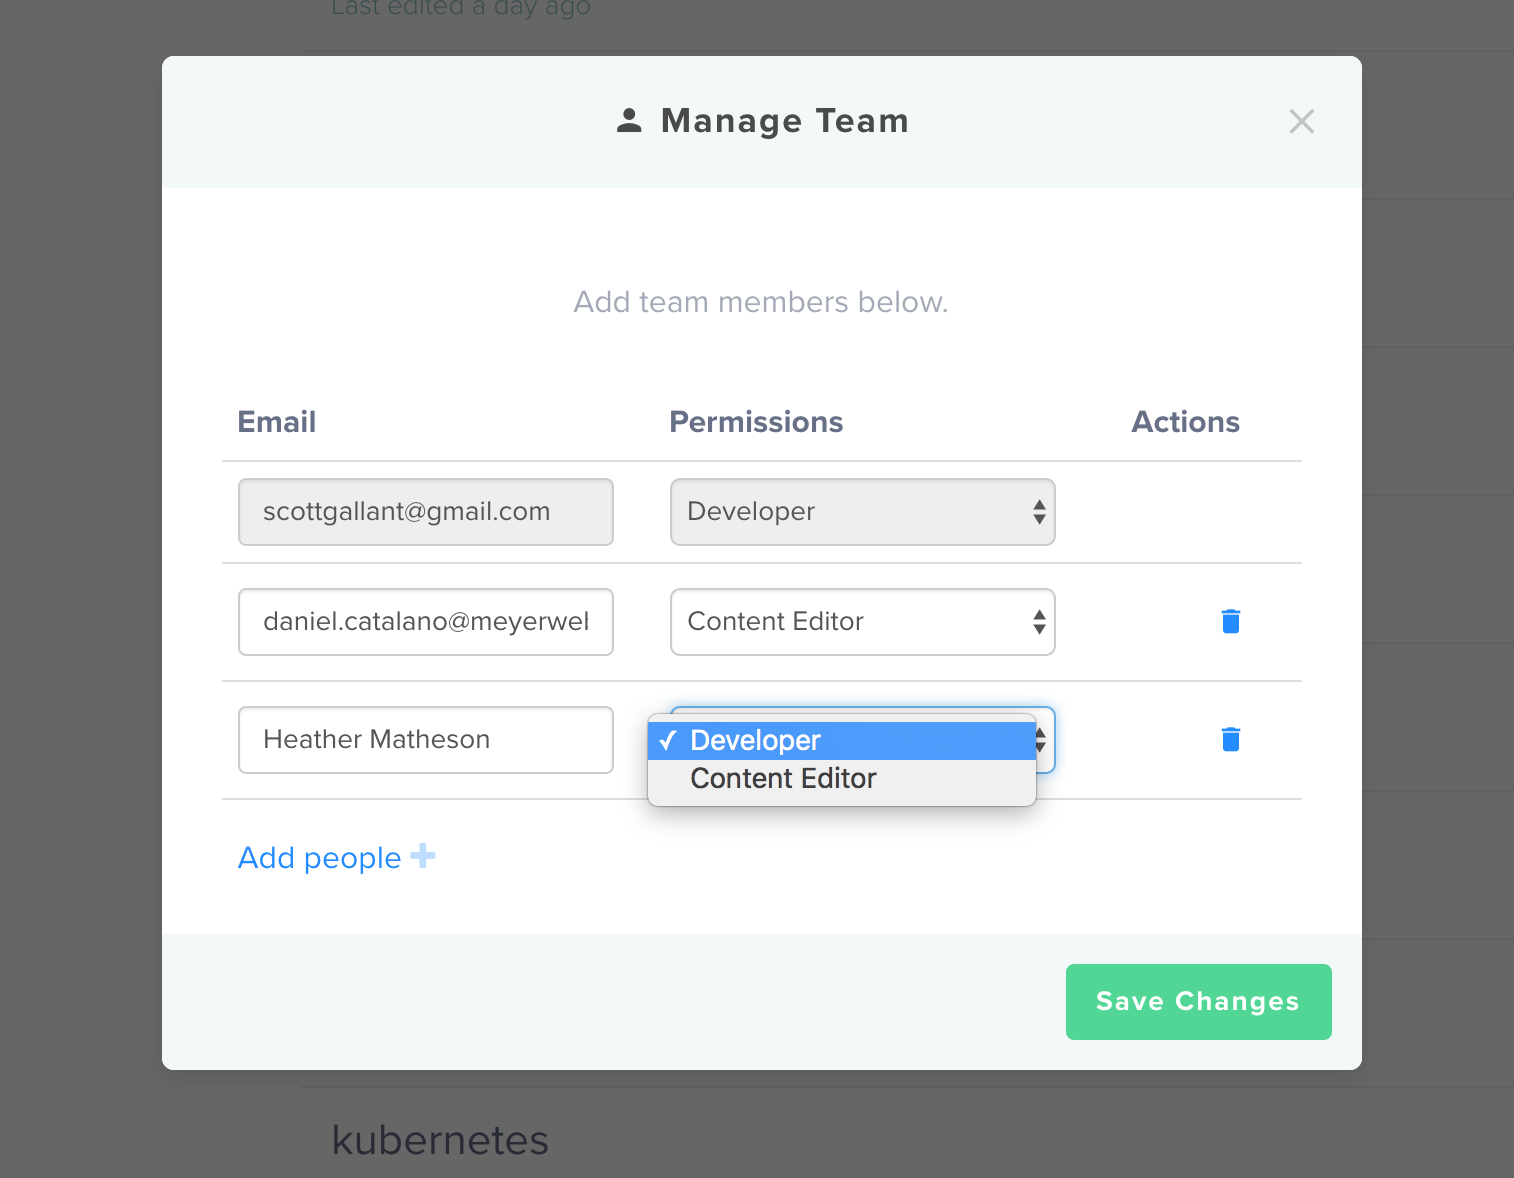 Last edited a day ago
Manage Team
Add team members below.
Email Permissions Actions
scottgallant@gmail.com Developer
daniel.catalano@meyerwel Content Editor
Heather Matheson ✓ Developer
Content Editor
Add people
Save Changes
kubernetes